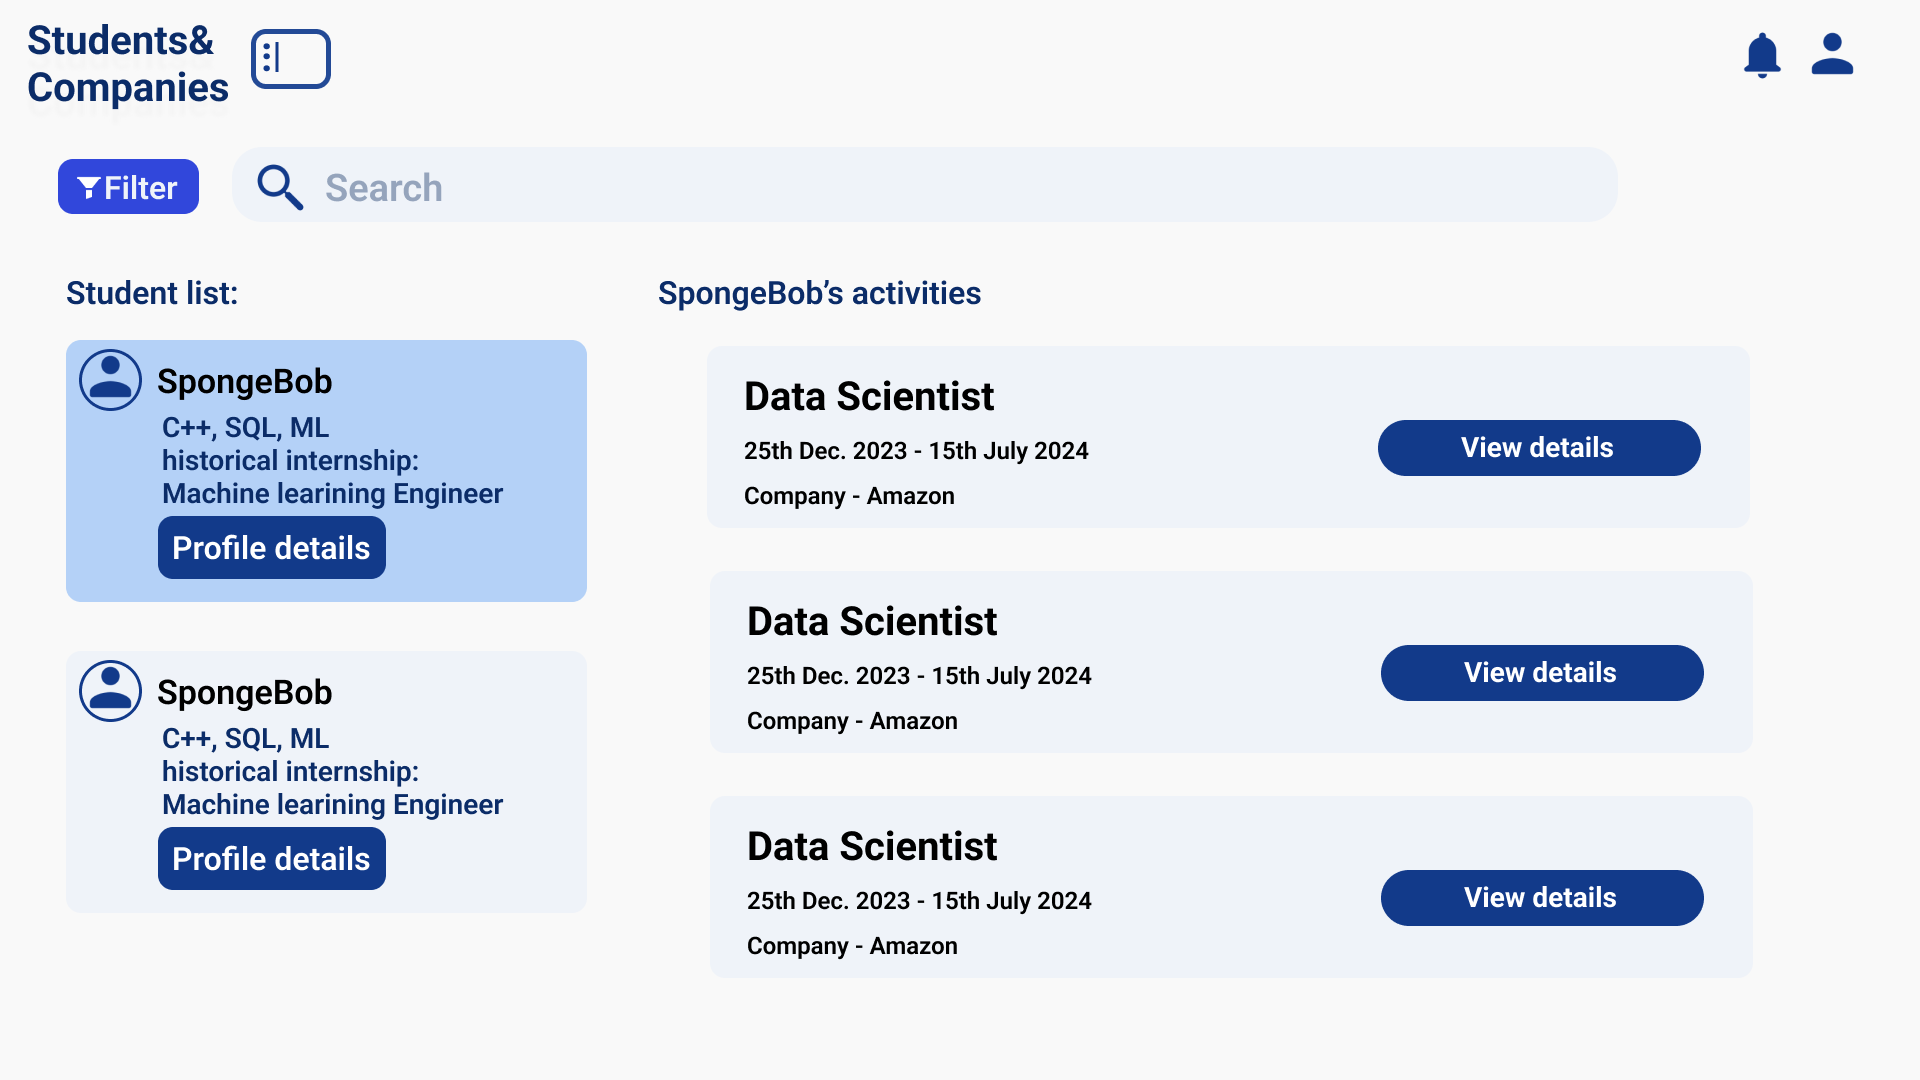 Students&
Companies
Filter
Search
Student list:
SpongeBob
C++, SQL, ML
historical internship:
Machine learining Engineer
Profile details
SpongeBob
C++, SQL, ML
historical internship:
Machine learining Engineer
Profile details
SpongeBob’s activities
Data Scientist
25th Dec. 2023 - 15th July 2024
Company - Amazon
View details
Data Scientist
25th Dec. 2023 - 15th July 2024
Company - Amazon
View details
Data Scientist
25th Dec. 2023 - 15th July 2024
Company - Amazon
View details